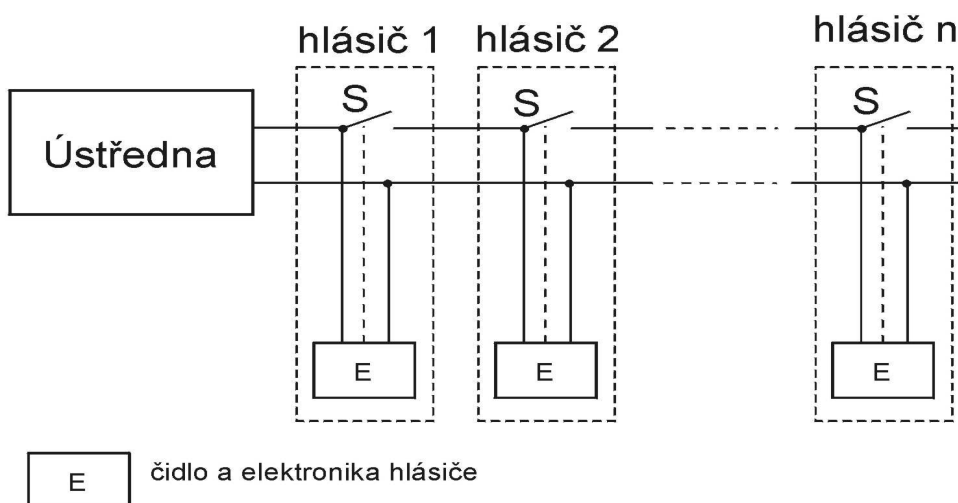 hlásič 1 hlásič 2 hlásič n
S S S
Ústředna
E E E
E čidlo a elektronika hlásiče